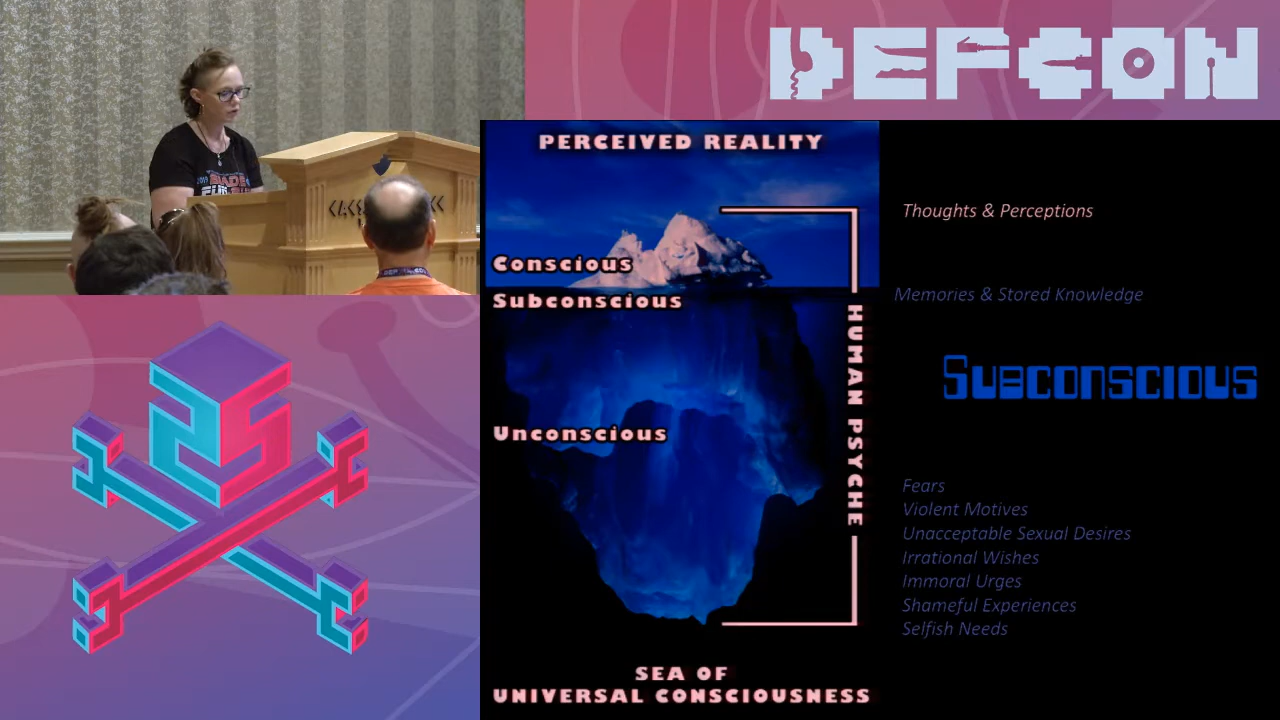 DEFCON
PERCEIVED REALITY
Thoughts & Perceptions
Conscious
Subconscious
Memories & Stored Knowledge
HUMAN PSYCHE
Subconscious
Unconscious
Fears
Violent Motives
Unacceptable Sexual Desires
Irrational Wishes
Immoral Urges
Shameful Experiences
Selfish Needs
SEA OF
UNIVERSAL CONSCIOUSNESS
2019